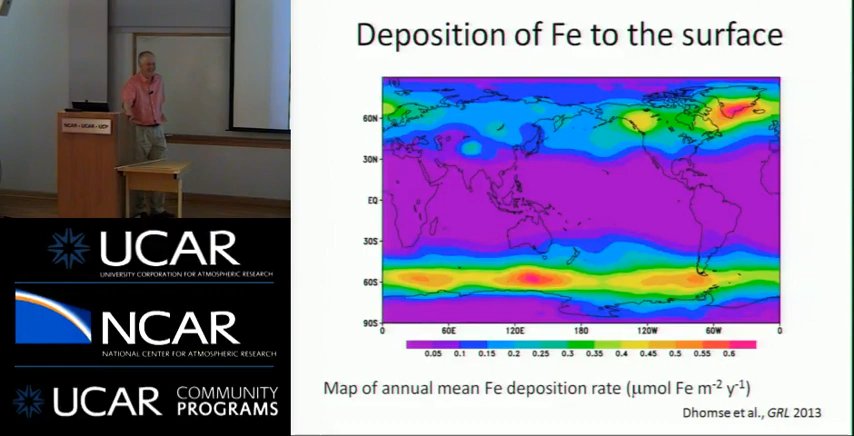 Deposition of Fe to the surface
60N
30N
EQ
30S
60S
90S
0 60E 120E 180 120W 60W 0
0.05 0.1 0.15 0.2 0.25 0.3 0.35 0.4 0.45 0.5 0.55 0.6
Map of annual mean Fe deposition rate (μmol Fe m⁻² y⁻¹)
Dhomse et al., GRL 2013
NCAR • UCAR • UCP
UCAR
UNIVERSITY CORPORATION FOR ATMOSPHERIC RESEARCH
NCAR
NATIONAL CENTER FOR ATMOSPHERIC RESEARCH
UCAR COMMUNITY
PROGRAMS